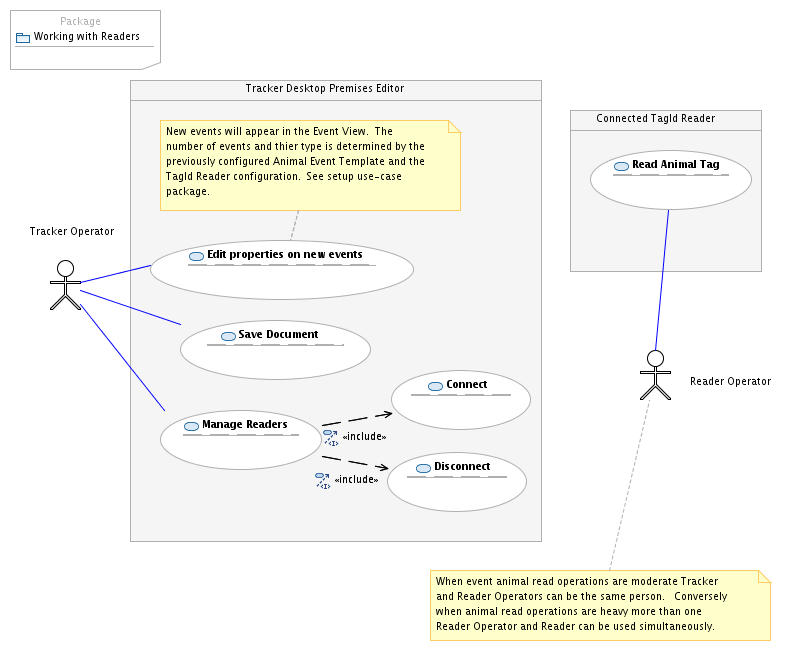 Package
Working with Readers
Tracker Desktop Premises Editor
New events will appear in the Event View. The
number of events and thier type is determined by the
previously configured Animal Event Template and the
TagId Reader configuration. See setup use-case
package.
Connected TagId Reader
Read Animal Tag
Tracker Operator
Edit properties on new events
Save Document
Connect
Manage Readers
«include»
Disconnect
«include»
Reader Operator
When event animal read operations are moderate Tracker
and Reader Operators can be the same person. Conversely
when animal read operations are heavy more than one
Reader Operator and Reader can be used simultaneously.